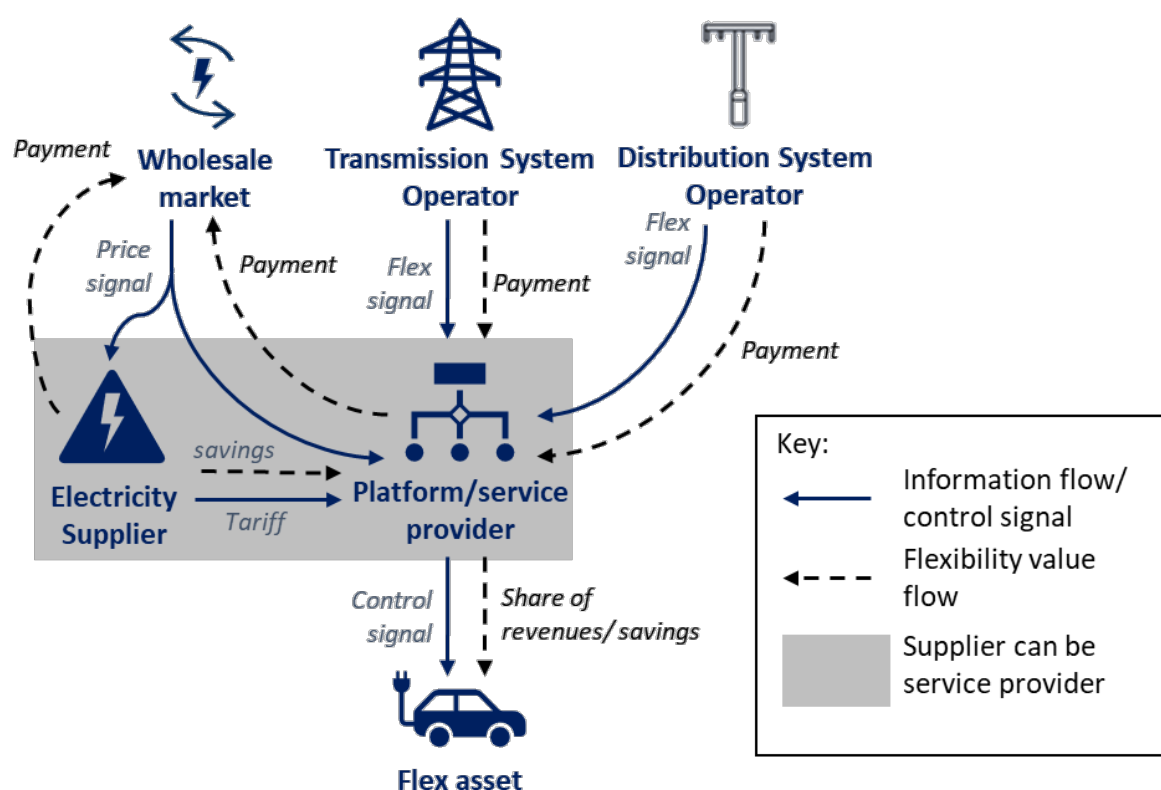 Payment
Wholesale
market
Transmission System
Operator
Distribution System
Operator
Price
signal
Payment
Flex
signal
Payment
Flex
signal
Payment
savings
Tariff
Electricity
Supplier
Platform/service
provider
Control
signal
Share of
revenues/ savings
Flex asset
Key:
Information flow/
control signal
Flexibility value
flow
Supplier can be
service provider